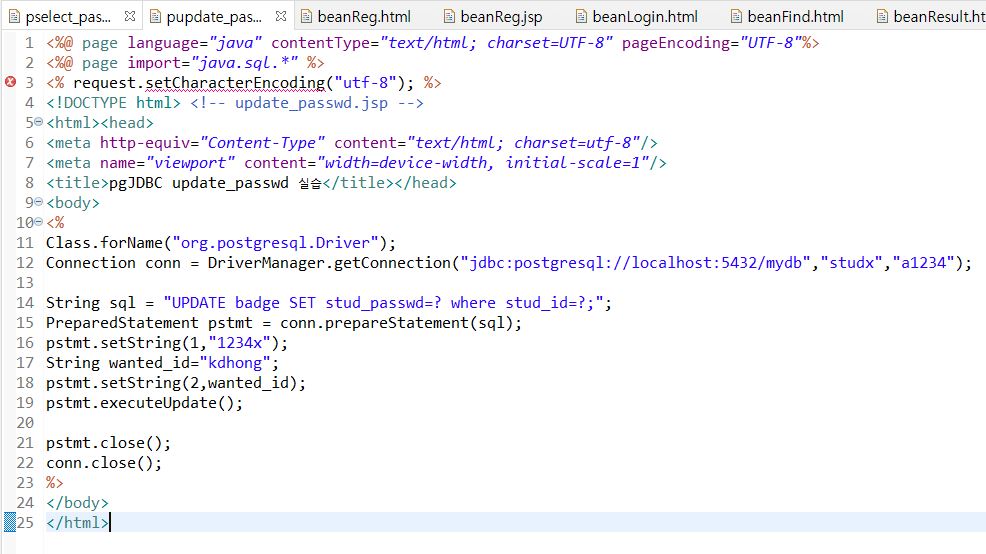 pselect_pas... pupdate_pas... beanReg.html beanReg.jsp beanLogin.html beanFind.html beanResult.ht
1 <%@ page language="java" contentType="text/html; charset=UTF-8" pageEncoding="UTF-8"%>
2 <%@ page import="java.sql.*" %>
3 <% request.setCharacterEncoding("utf-8"); %>
4 <!DOCTYPE html> <!-- update_passwd.jsp -->
5 <html><head>
6 <meta http-equiv="Content-Type" content="text/html; charset=utf-8"/>
7 <meta name="viewport" content="width=device-width, initial-scale=1"/>
8 <title>pgJDBC update_passwd 실습</title></head>
9 <body>
10 <%
11 Class.forName("org.postgresql.Driver");
12 Connection conn = DriverManager.getConnection("jdbc:postgresql://localhost:5432/mydb","studx","a1234");
13
14 String sql = "UPDATE badge SET stud_passwd=? where stud_id=?;";
15 PreparedStatement pstmt = conn.prepareStatement(sql);
16 pstmt.setString(1,"1234x");
17 String wanted_id="kdhong";
18 pstmt.setString(2,wanted_id);
19 pstmt.executeUpdate();
20
21 pstmt.close();
22 conn.close();
23 %>
24 </body>
25 </html>